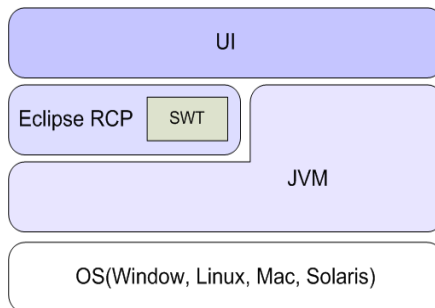 UI
Eclipse RCP
SWT
JVM
OS(Window, Linux, Mac, Solaris)